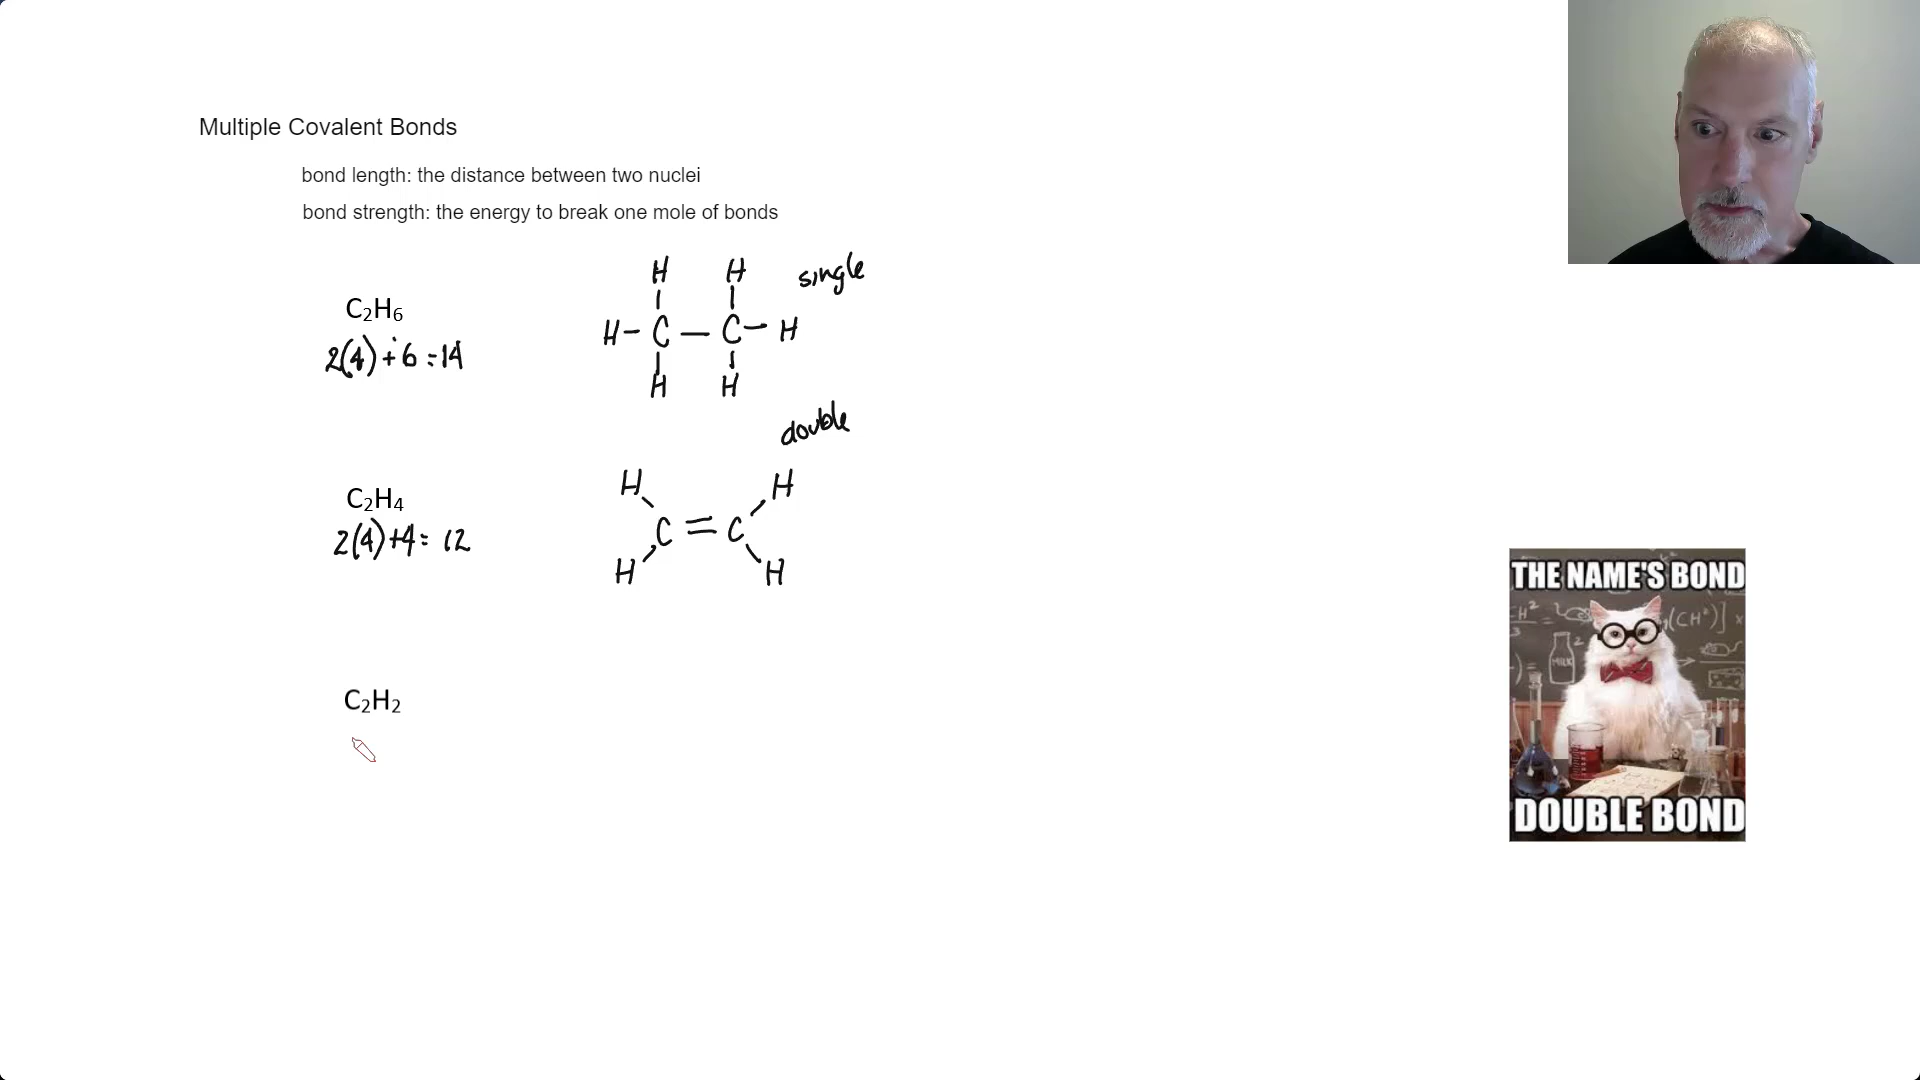 Multiple Covalent Bonds
bond length: the distance between two nuclei
bond strength: the energy to break one mole of bonds
C₂H₆
2(4)+6=14
H H single
H-C-C-H
H H
C₂H₄
2(4)+4= 12
double
H H
C=C
H H
C₂H₂
THE NAME'S BOND
MILK
DOUBLE BOND